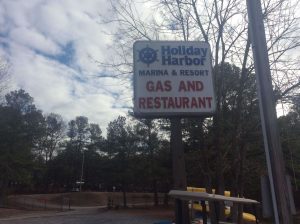 Holiday
Harbor
MARINA & RESORT
GAS AND
RESTAURANT